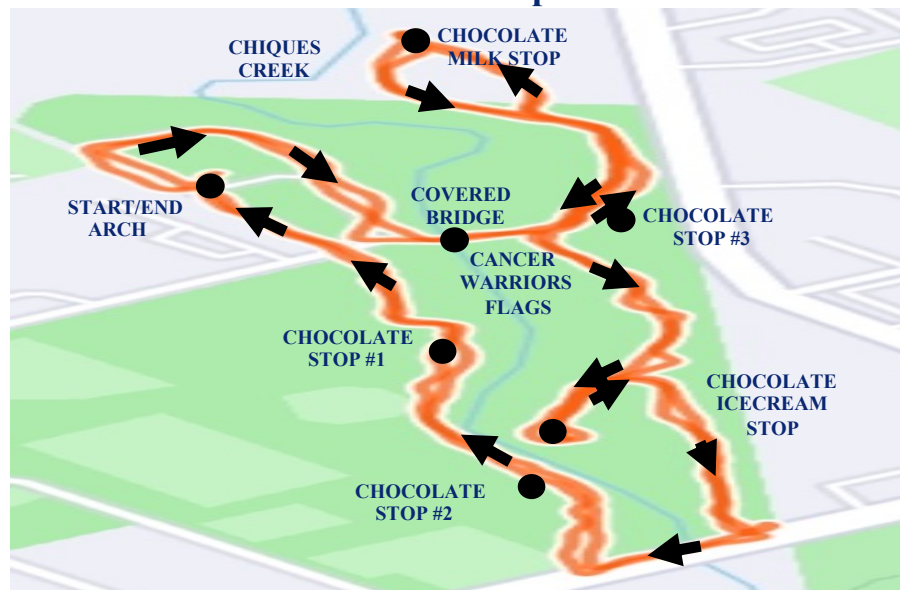 CHOCOLATE
MILK STOP
CHIQUES
CREEK
START/END
ARCH
COVERED
BRIDGE
CHOCOLATE
STOP #3
CANCER
WARRIORS
FLAGS
CHOCOLATE
STOP #1
CHOCOLATE
ICECREAM
STOP
CHOCOLATE
STOP #2